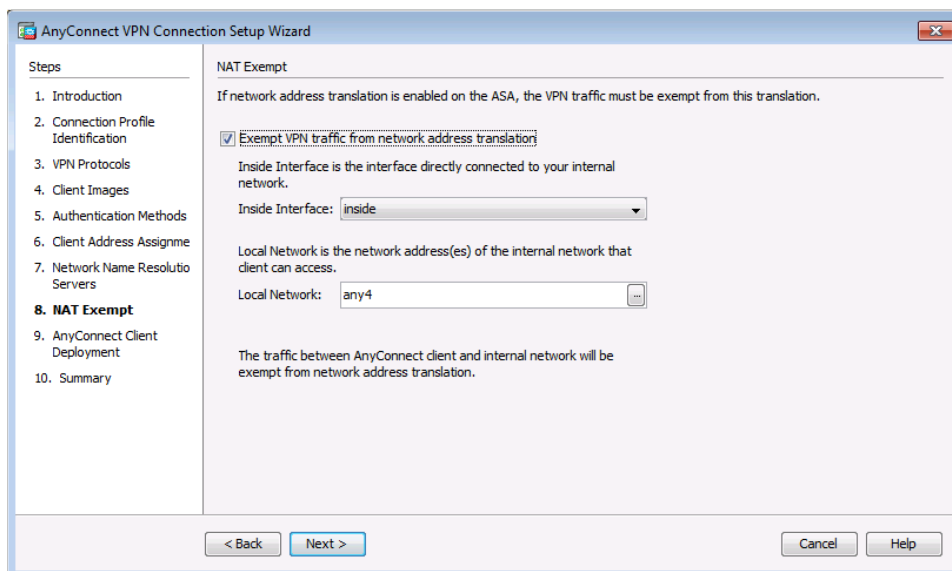 AnyConnect VPN Connection Setup Wizard
Steps
1. Introduction
2. Connection Profile
Identification
3. VPN Protocols
4. Client Images
5. Authentication Methods
6. Client Address Assignme
7. Network Name Resolutio
Servers
8. NAT Exempt
9. AnyConnect Client
Deployment
10. Summary
NAT Exempt
If network address translation is enabled on the ASA, the VPN traffic must be exempt from this translation.
Exempt VPN traffic from network address translation
Inside Interface is the interface directly connected to your internal
network.
Inside Interface: inside
Local Network is the network address(es) of the internal network that
client can access.
Local Network: any4
...
The traffic between AnyConnect client and internal network will be
exempt from network address translation.
< Back Next > Cancel Help